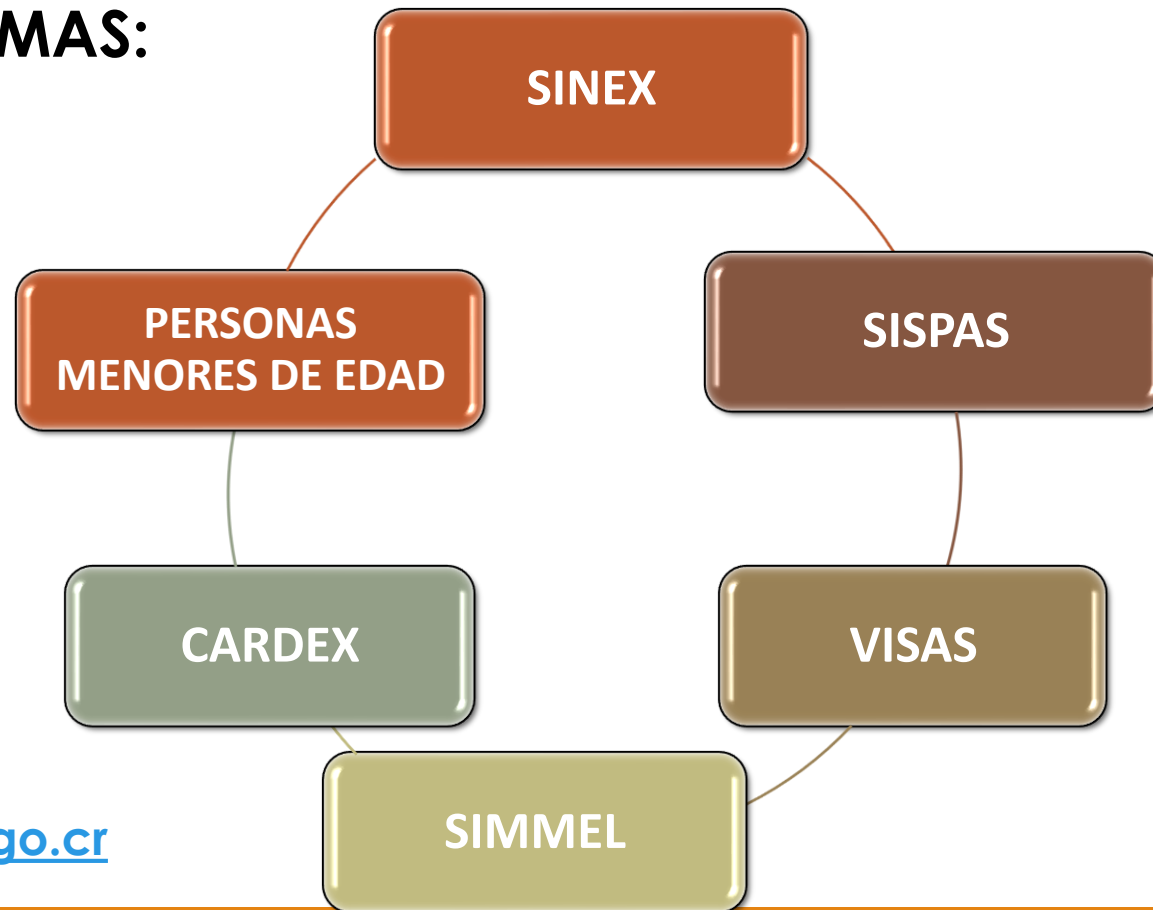 MAS:
SINEX
SISPAS
PERSONAS
MENORES DE EDAD
CARDEX
VISAS
SIMMEL
go.cr